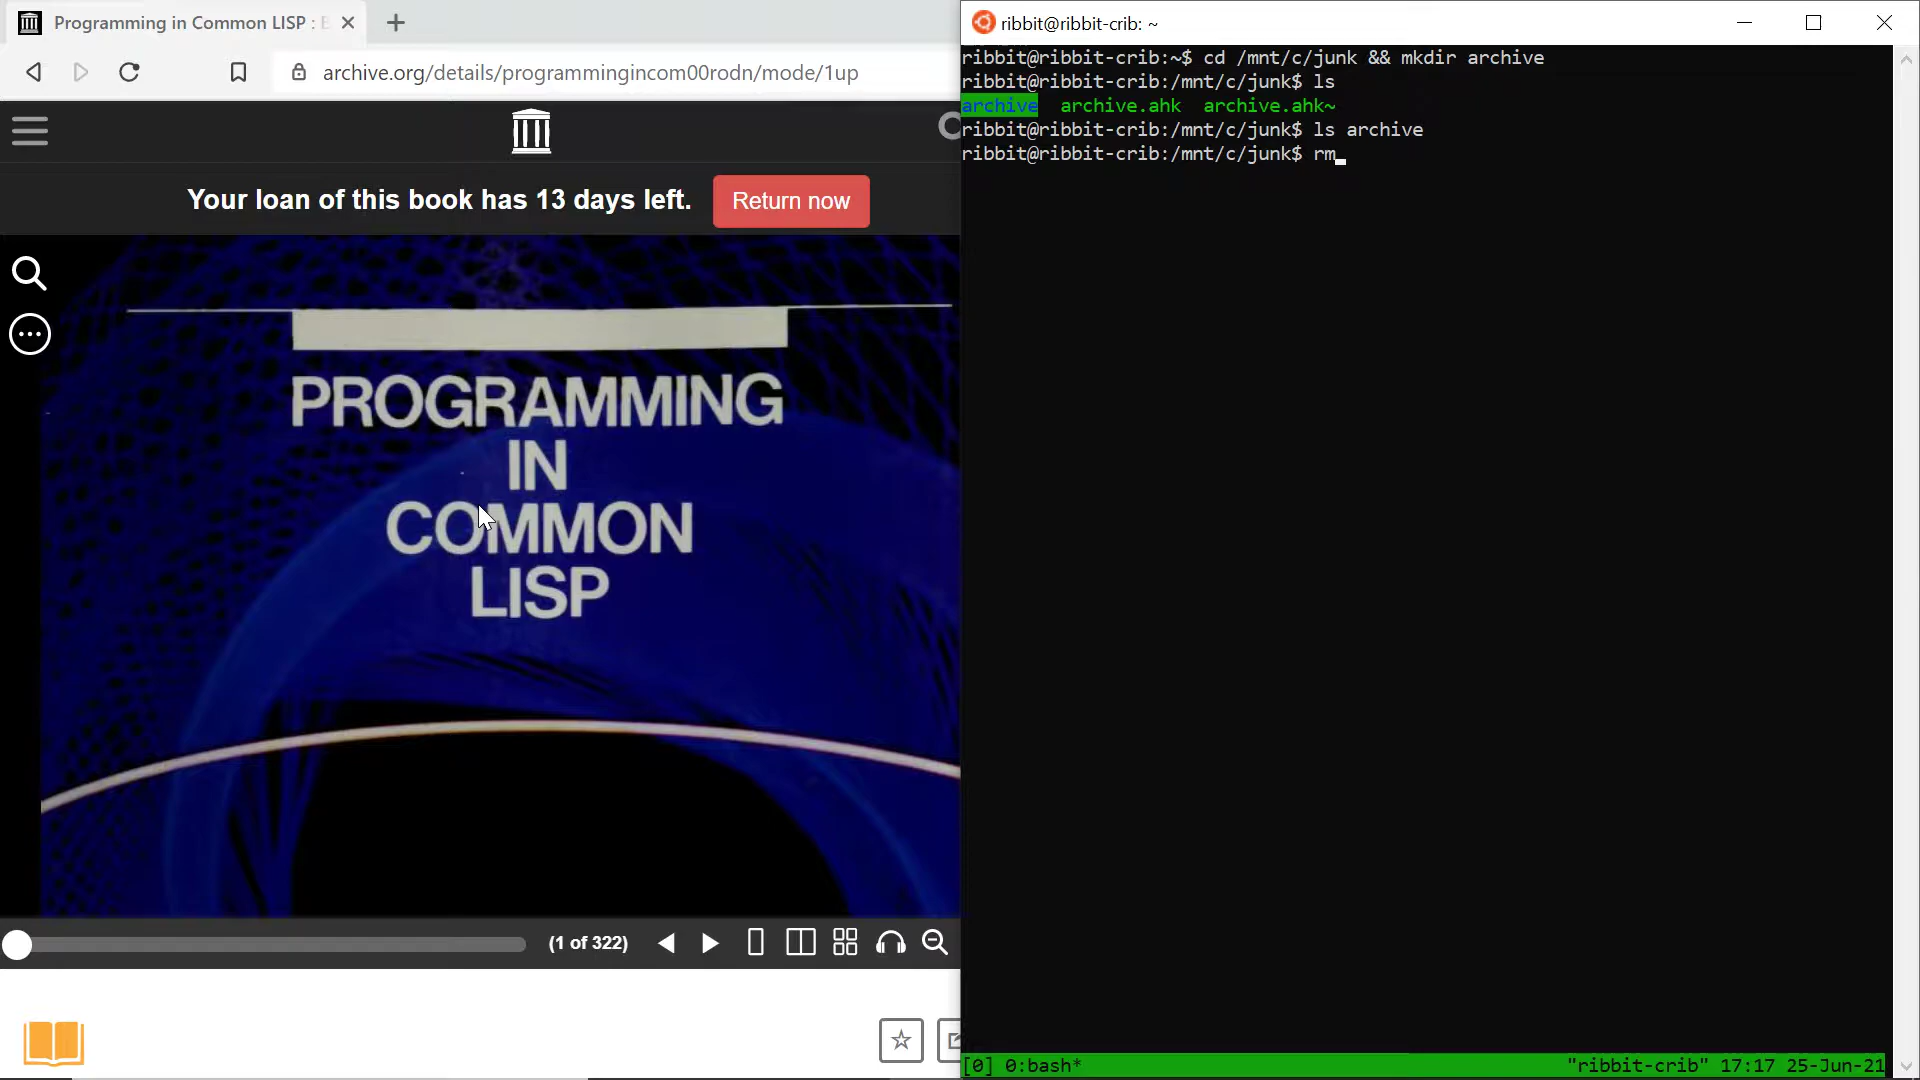 Programming in Common LISP :
archive.org/details/programmingincom00rodn/mode/1up
Your loan of this book has 13 days left.
Return now
PROGRAMMING
IN
COMMON
LISP
(1 of 322)
ribbit@ribbit-crib: ~
ribbit@ribbit-crib:~$ cd /mnt/c/junk && mkdir archive
ribbit@ribbit-crib:/mnt/c/junk$ ls
archive archive.ahk archive.ahk~
ribbit@ribbit-crib:/mnt/c/junk$ ls archive
ribbit@ribbit-crib:/mnt/c/junk$ rm
[0] 0:bash* "ribbit-crib" 17:17 25-Jun-21